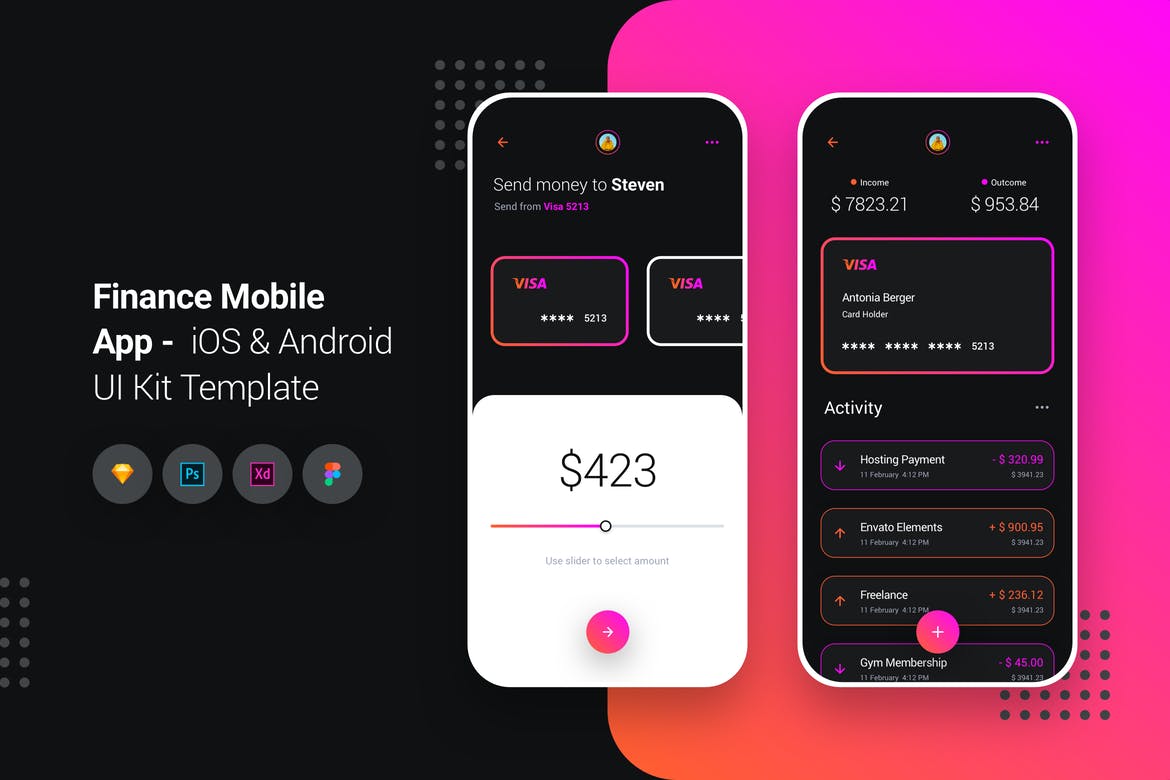 Finance Mobile
App - iOS & Android
UI Kit Template
Ps
Xd
Send money to Steven
Send from Visa 5213
VISA
**** 5213
VISA
****
$423
Use slider to select amount
Income
$ 7823.21
Outcome
$ 953.84
VISA
Antonia Berger
Card Holder
**** **** **** 5213
Activity
Hosting Payment - $ 320.99
11 February 4:12 PM $ 3941.23
Envato Elements + $ 900.95
11 February 4:12 PM $ 3941.23
Freelance + $ 236.12
11 February 4:12 PM $ 3941.23
Gym Membership - $ 45.00
11 February 4:12 PM $ 3941.23